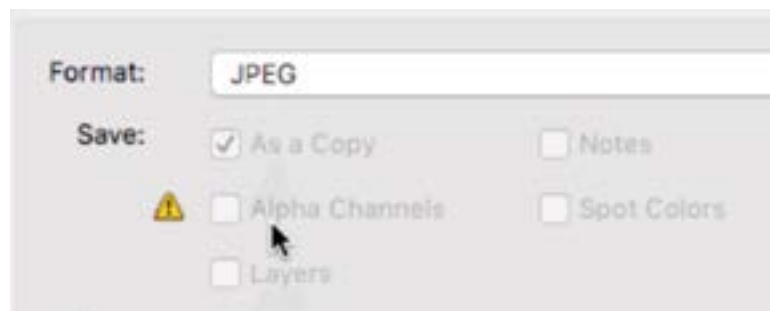 Format: JPEG
Save: As a Copy Notes
Alpha Channels Spot Colors
Layers